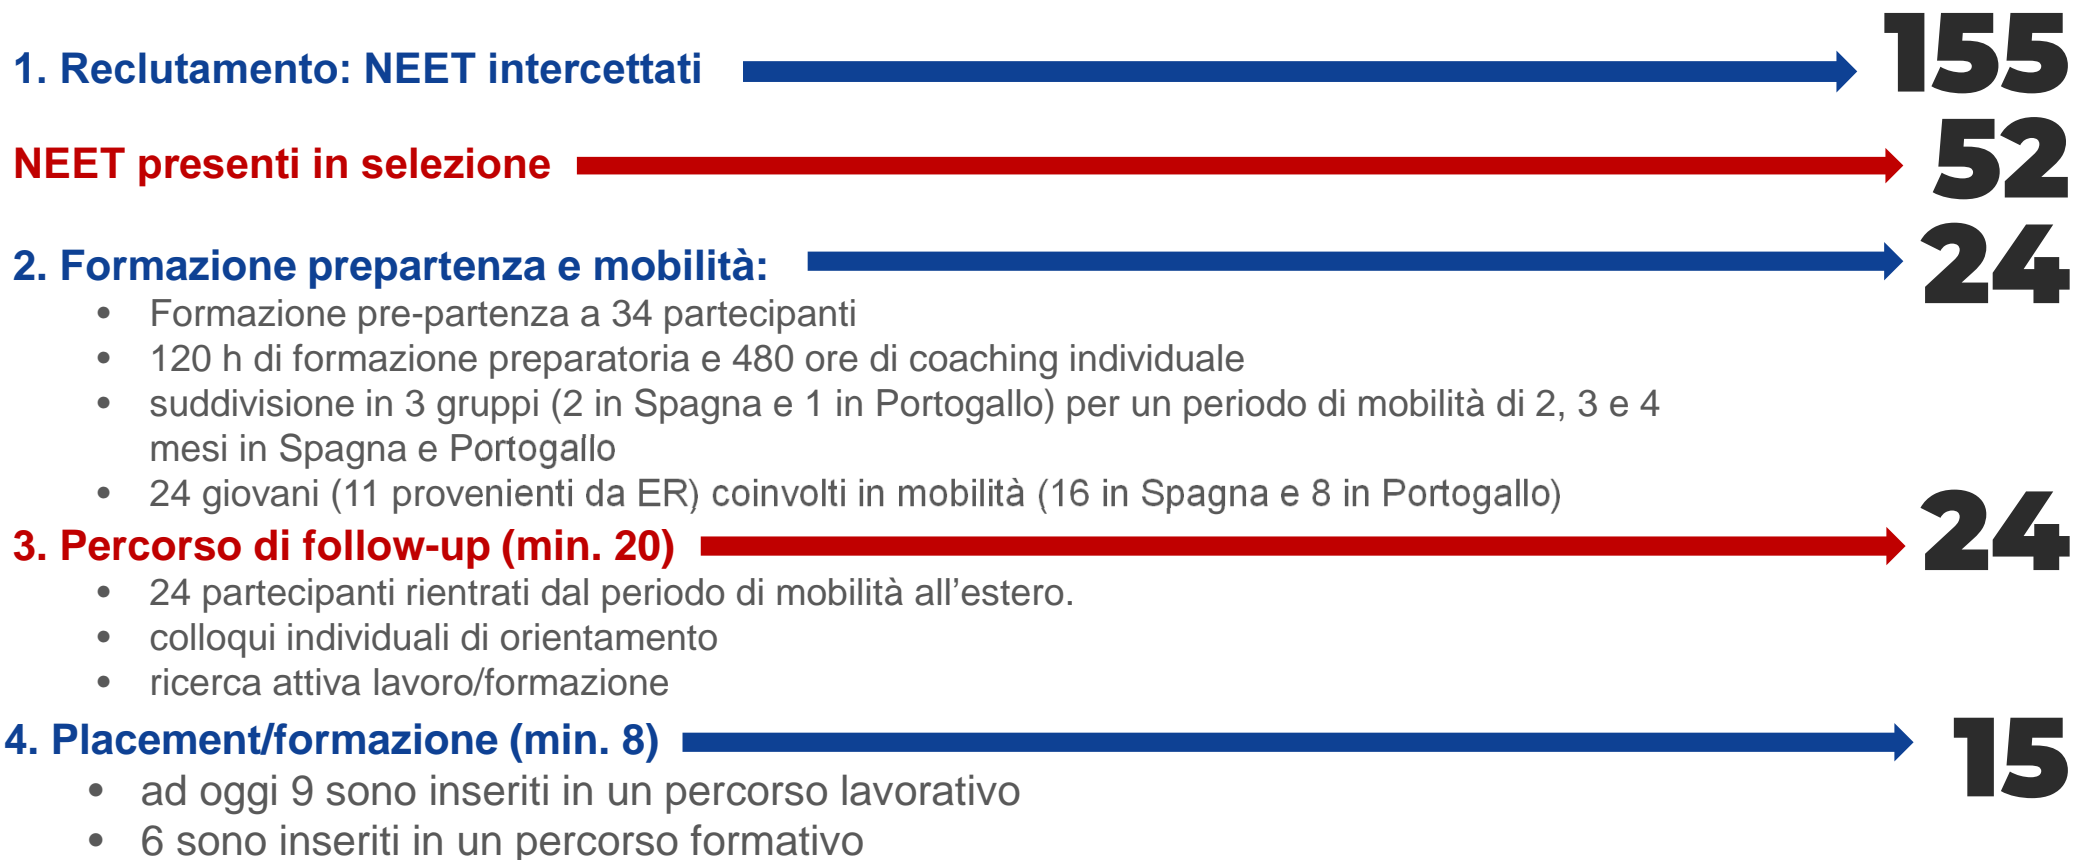 1. Reclutamento: NEET intercettati 155
NEET presenti in selezione 52
2. Formazione prepartenza e mobilità: 24
• Formazione pre-partenza a 34 partecipanti
• 120 h di formazione preparatoria e 480 ore di coaching individuale
• suddivisione in 3 gruppi (2 in Spagna e 1 in Portogallo) per un periodo di mobilità di 2, 3 e 4
mesi in Spagna e Portogallo
• 24 giovani (11 provenienti da ER) coinvolti in mobilità (16 in Spagna e 8 in Portogallo)
3. Percorso di follow-up (min. 20) 24
• 24 partecipanti rientrati dal periodo di mobilità all’estero.
• colloqui individuali di orientamento
• ricerca attiva lavoro/formazione
4. Placement/formazione (min. 8) 15
• ad oggi 9 sono inseriti in un percorso lavorativo
• 6 sono inseriti in un percorso formativo